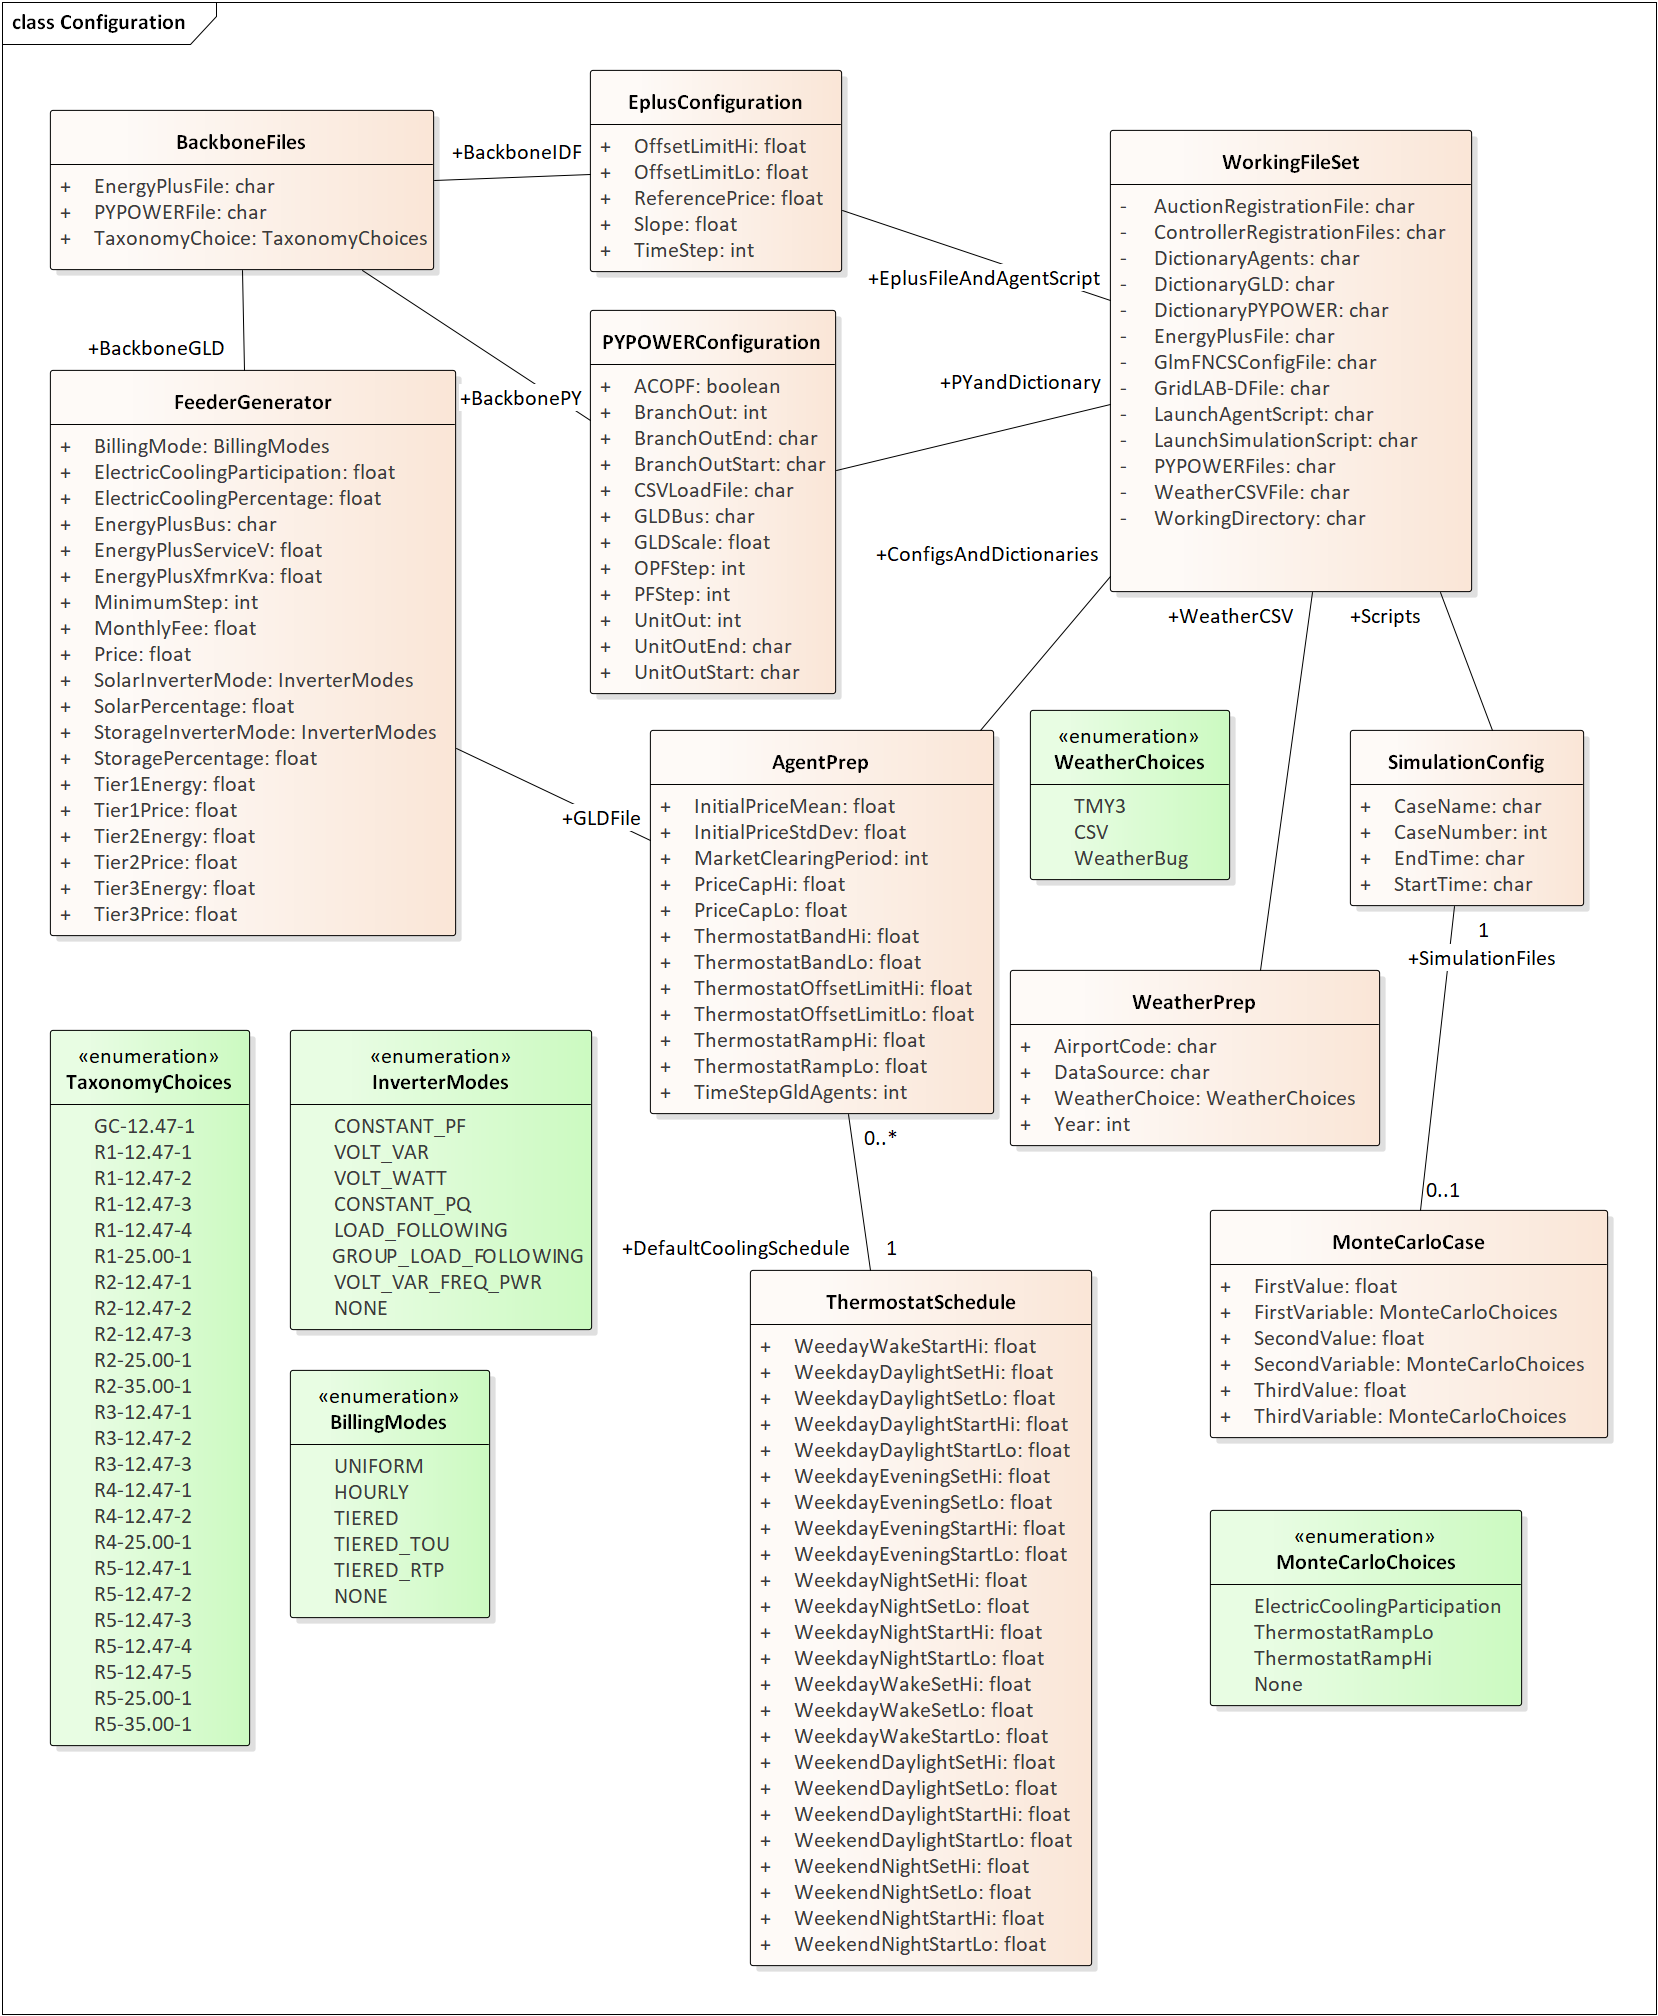 class Configuration
BackboneFiles
+ EnergyPlusFile: char
+ PYPOWERFile: char
+ TaxonomyChoice: TaxonomyChoices
+BackboneIDF
EplusConfiguration
+ OffsetLimitHi: float
+ OffsetLimitLo: float
+ ReferencePrice: float
+ Slope: float
+ TimeStep: int
WorkingFileSet
- AuctionRegistrationFile: char
- ControllerRegistrationFiles: char
- DictionaryAgents: char
- DictionaryGLD: char
- DictionaryPYPOWER: char
- EnergyPlusFile: char
- GlmFNCSConfigFile: char
- GridLAB-DFile: char
- LaunchAgentScript: char
- LaunchSimulationScript: char
- PYPOWERFiles: char
- WeatherCSVFile: char
- WorkingDirectory: char
+EplusFileAndAgentScript
+BackboneGLD
+BackbonePY
PYPOWERConfiguration
+ ACOPF: boolean
+ BranchOut: int
+ BranchOutEnd: char
+ BranchOutStart: char
+ CSVLoadFile: char
+ GLDBus: char
+ GLDScale: float
+ OPFStep: int
+ PFStep: int
+ UnitOut: int
+ UnitOutEnd: char
+ UnitOutStart: char
+PYandDictionary
+ConfigsAndDictionaries
+WeatherCSV
+Scripts
FeederGenerator
+ BillingMode: BillingModes
+ ElectricCoolingParticipation: float
+ ElectricCoolingPercentage: float
+ EnergyPlusBus: char
+ EnergyPlusServiceV: float
+ EnergyPlusXfmrKva: float
+ MinimumStep: int
+ MonthlyFee: float
+ Price: float
+ SolarInverterMode: InverterModes
+ SolarPercentage: float
+ StorageInverterMode: InverterModes
+ StoragePercentage: float
+ Tier1Energy: float
+ Tier1Price: float
+ Tier2Energy: float
+ Tier2Price: float
+ Tier3Energy: float
+ Tier3Price: float
+GLDFile
AgentPrep
+ InitialPriceMean: float
+ InitialPriceStdDev: float
+ MarketClearingPeriod: int
+ PriceCapHi: float
+ PriceCapLo: float
+ ThermostatBandHi: float
+ ThermostatBandLo: float
+ ThermostatOffsetLimitHi: float
+ ThermostatOffsetLimitLo: float
+ ThermostatRampHi: float
+ ThermostatRampLo: float
+ TimeStepGldAgents: int
«enumeration»
WeatherChoices
TMY3
CSV
WeatherBug
SimulationConfig
+ CaseName: char
+ CaseNumber: int
+ EndTime: char
+ StartTime: char
1
+SimulationFiles
WeatherPrep
+ AirportCode: char
+ DataSource: char
+ WeatherChoice: WeatherChoices
+ Year: int
0..*
0..1
+DefaultCoolingSchedule
1
«enumeration»
TaxonomyChoices
GC-12.47-1
R1-12.47-1
R1-12.47-2
R1-12.47-3
R1-12.47-4
R1-25.00-1
R2-12.47-1
R2-12.47-2
R2-12.47-3
R2-25.00-1
R2-35.00-1
R3-12.47-1
R3-12.47-2
R3-12.47-3
R4-12.47-1
R4-12.47-2
R4-25.00-1
R5-12.47-1
R5-12.47-2
R5-12.47-3
R5-12.47-4
R5-12.47-5
R5-25.00-1
R5-35.00-1
«enumeration»
InverterModes
CONSTANT_PF
VOLT_VAR
VOLT_WATT
CONSTANT_PQ
LOAD_FOLLOWING
GROUP_LOAD_FOLLOWING
VOLT_VAR_FREQ_PWR
NONE
«enumeration»
BillingModes
UNIFORM
HOURLY
TIERED
TIERED_TOU
TIERED_RTP
NONE
ThermostatSchedule
+ WeedayWakeStartHi: float
+ WeekdayDaylightSetHi: float
+ WeekdayDaylightSetLo: float
+ WeekdayDaylightStartHi: float
+ WeekdayDaylightStartLo: float
+ WeekdayEveningSetHi: float
+ WeekdayEveningSetLo: float
+ WeekdayEveningStartHi: float
+ WeekdayEveningStartLo: float
+ WeekdayNightSetHi: float
+ WeekdayNightSetLo: float
+ WeekdayNightStartHi: float
+ WeekdayNightStartLo: float
+ WeekdayWakeSetHi: float
+ WeekdayWakeSetLo: float
+ WeekdayWakeStartLo: float
+ WeekendDaylightSetHi: float
+ WeekendDaylightSetLo: float
+ WeekendDaylightStartHi: float
+ WeekendDaylightStartLo: float
+ WeekendNightSetHi: float
+ WeekendNightSetLo: float
+ WeekendNightStartHi: float
+ WeekendNightStartLo: float
MonteCarloCase
+ FirstValue: float
+ FirstVariable: MonteCarloChoices
+ SecondValue: float
+ SecondVariable: MonteCarloChoices
+ ThirdValue: float
+ ThirdVariable: MonteCarloChoices
«enumeration»
MonteCarloChoices
ElectricCoolingParticipation
ThermostatRampLo
ThermostatRampHi
None